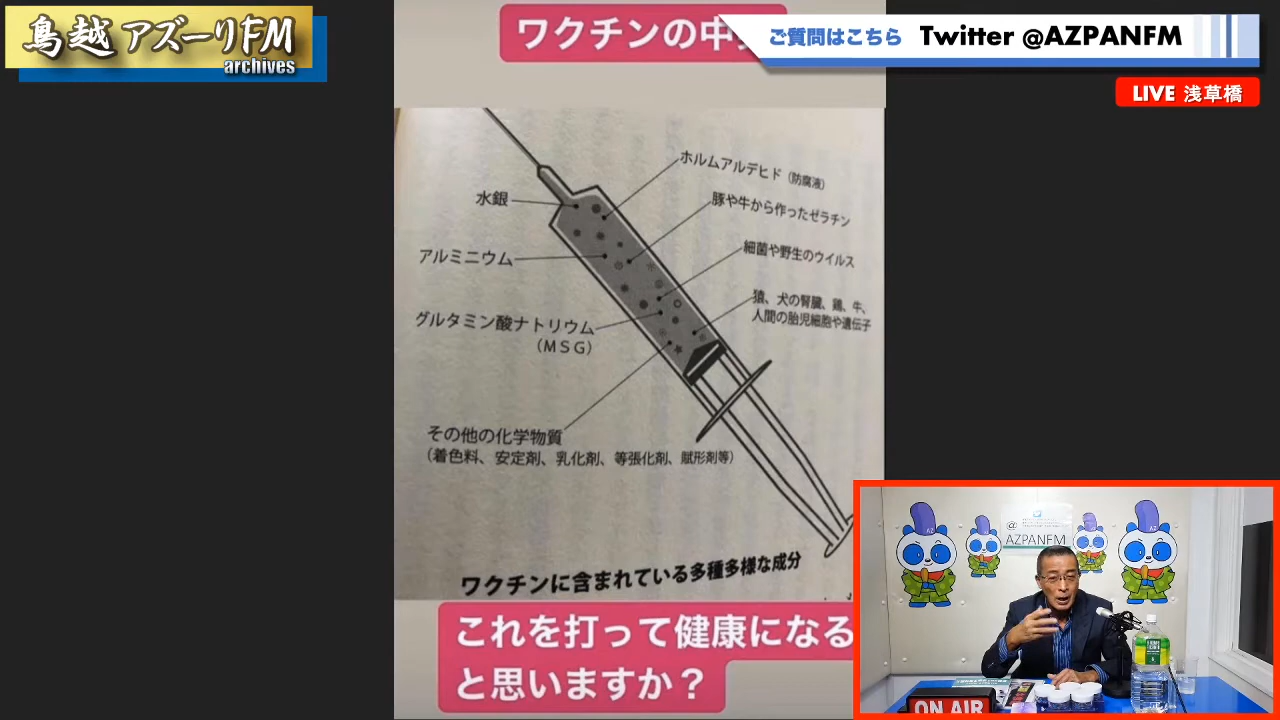 鳥越アズーリFM
archives
ワクチンの中
ご質問はこちら Twitter @AZPANFM
LIVE 浅草橋
ホルムアルデヒド(防腐液)
水銀
豚や牛から作ったゼラチン
アルミニウム
細菌や野生のウイルス
猿、犬の腎臓、鶏、牛、
人間の胎児細胞や遺伝子
グルタミン酸ナトリウム
(MSG)
その他の化学物質
(着色料、安定剤、乳化剤、等張化剤、賦形剤等)
ワクチンに含まれている多種多様な成分
これを打って健康になる
と思いますか?
@
AZPANFM
AZ
AZ
ON AIR